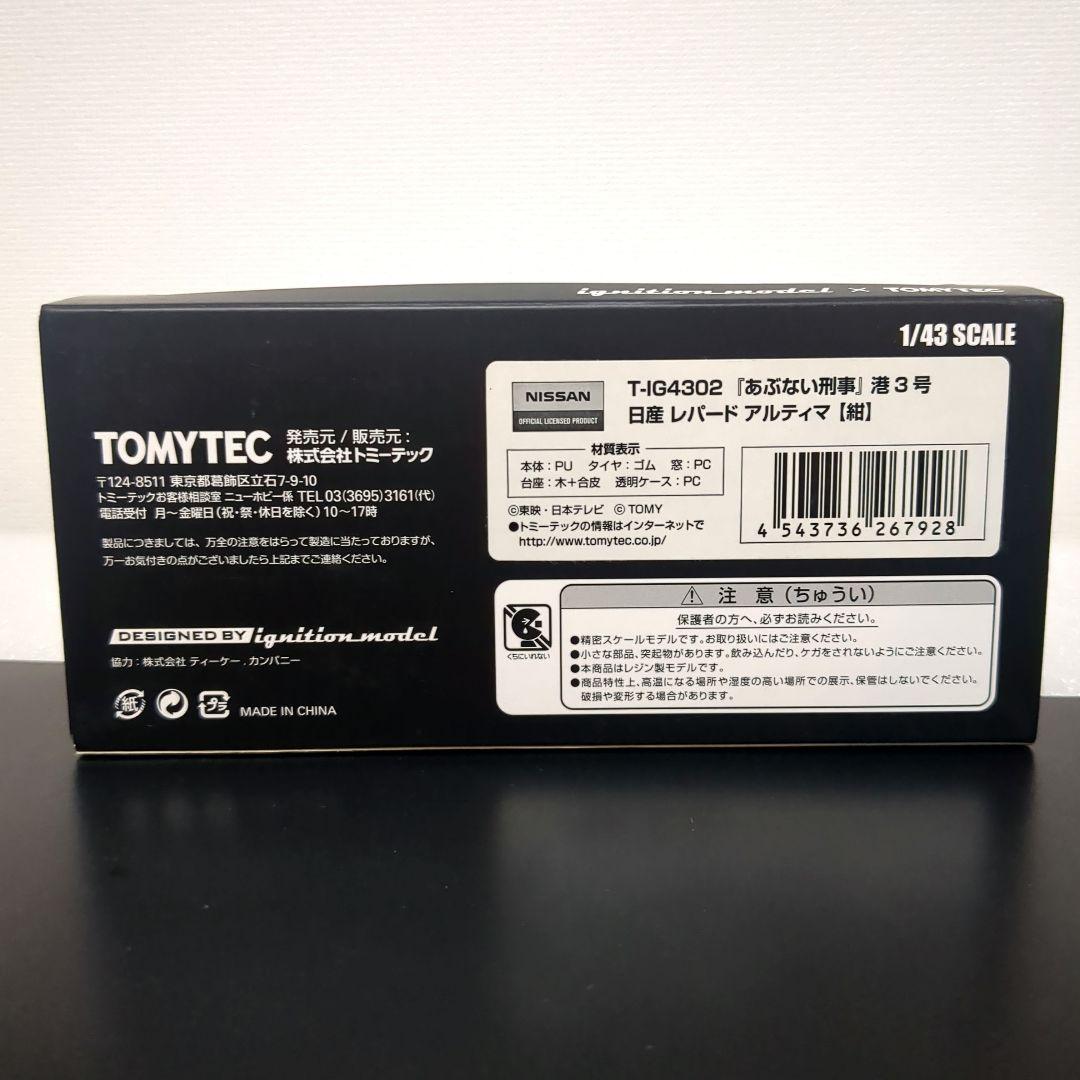 ignition model × TOMYTEC
1/43 SCALE
TOMYTEC 発売元 / 販売元:
株式会社トミーテック
〒124-8511 東京都葛飾区立石7-9-10
トミーテックお客様相談室 ニューホビー係 TEL 03(3695)3161(代)
電話受付 月〜金曜日(祝・祭・休日を除く)10〜17時
製品につきましては、万全の注意をはらって製造に当たっておりますが、
万一お気付きの点がございましたら上記までご連絡ください。
DESIGNED BY ignition model
協力:株式会社 ティーケー.カンパニー
紙 プラ MADE IN CHINA
NISSAN
OFFICIAL LICENSED PRODUCT
T-IG4302 『あぶない刑事』港3号
日産 レパード アルティマ【紺】
材質表示
本体:PU タイヤ:ゴム 窓:PC
台座:木+合皮 透明ケース:PC
©東映・日本テレビ ©TOMY
●トミーテックの情報はインターネットで
http://www.tomytec.co.jp/
4 543736 267928
くちにいれない
⚠ 注 意(ちゅうい)
保護者の方へ、必ずお読みください。
●精密スケールモデルです。お取り扱いにはご注意ください。
●小さな部品、突起物があります。飲み込んだり、ケガをされないようにご注意ください。
●本商品はレジン製モデルです。
●商品特性上、高温になる場所や湿度の高い場所での展示、保管はしないでください。
破損や変形する場合があります。